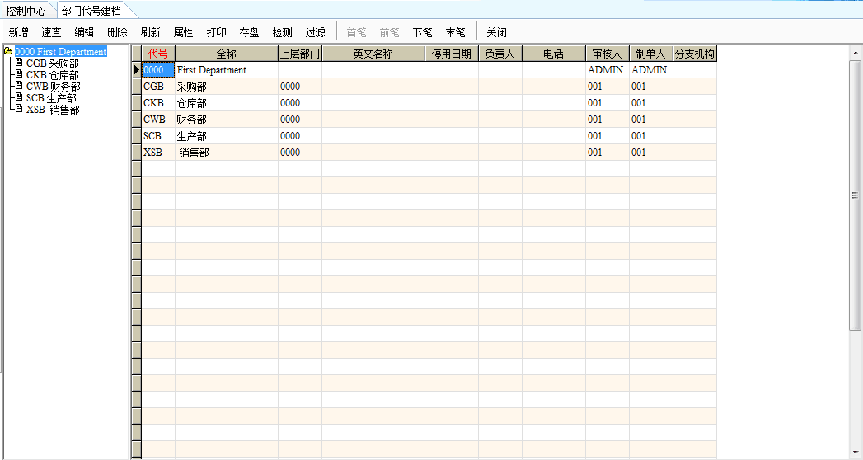 控制中心 部门代号建档
新增 速查 编辑 删除 刷新 属性 打印 存盘 检测 过滤 首笔 前笔 下笔 末笔 关闭
0000 First Department
CGB 采购部
CKB 仓库部
CWB 财务部
SCB 生产部
XSB 销售部
代号 全称 上层部门 英文名称 停用日期 负责人 电话 审核人 制单人 分支机构
0000 First Department ADMIN ADMIN
CGB 采购部 0000 001 001
CKB 仓库部 0000 001 001
CWB 财务部 0000 001 001
SCB 生产部 0000 001 001
XSB 销售部 0000 001 001